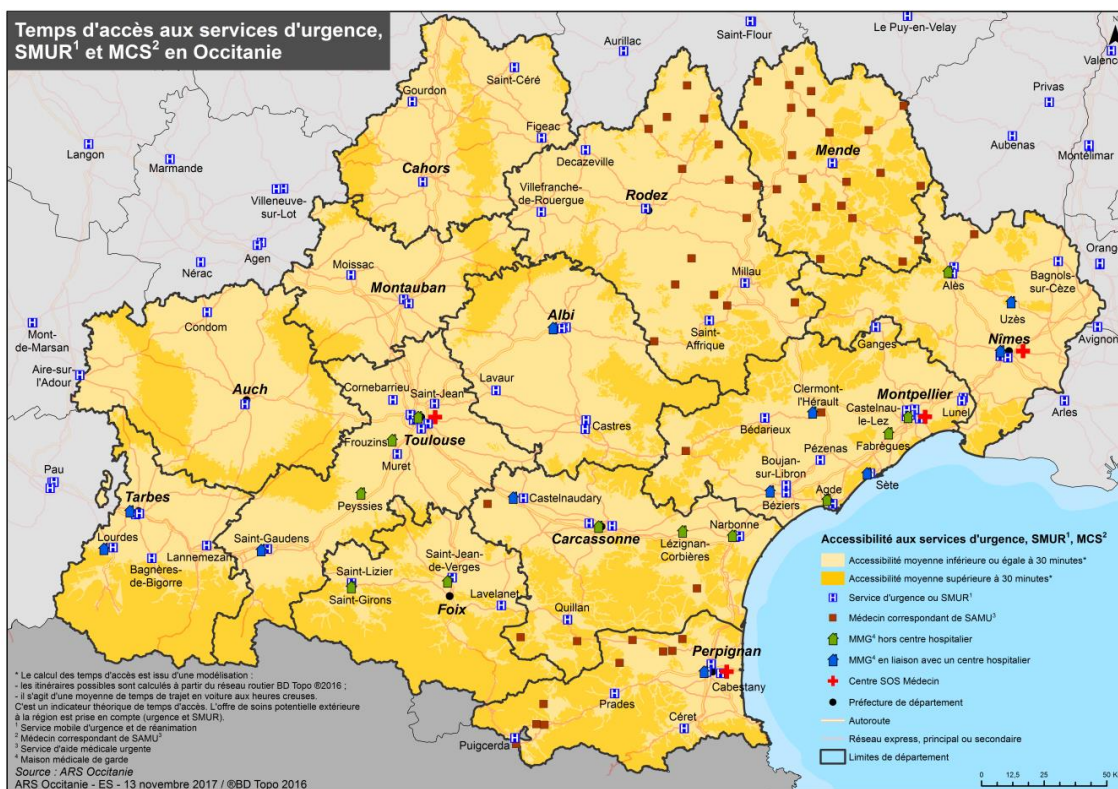 Temps d'accès aux services d'urgence,
SMUR¹ et MCS² en Occitanie
Aurillac
Saint-Flour
Le Puy-en-Velay
Valence
Privas
Aubenas
Montélimar
Langon
Marmande
Villeneuve-
sur-Lot
Agen
Nérac
Mont-
de-Marsan
Aire-sur
l'Adour
Pau
Gourdon
Saint-Céré
Figeac
Cahors
Decazeville
Villefranche-
de-Rouergue
Rodez
Mende
Millau
Saint-
Affrique
Moissac
Montauban
Albi
Condom
Auch
Lavaur
Castres
Cornebarrieu
Saint-Jean
Toulouse
Frouzins
Muret
Peyssies
Alès
Bagnols-
sur-Cèze
Uzès
Orange
Avignon
Nîmes
Arles
Ganges
Montpellier
Lunel
Clermont-
l'Hérault
Castelnau-
le-Lez
Fabrègues
Bédarieux
Pézenas
Boujan-
sur-Libron
Béziers
Agde
Sète
Tarbes
Lourdes
Bagnères-
de-Bigorre
Lannemezan
Saint-Gaudens
Saint-Lizier
Saint-Girons
Saint-Jean-
de-Verges
Foix
Lavelanet
Castelnaudary
Carcassonne
Lézignan-
Corbières
Narbonne
Quillan
Perpignan
Cabestany
Prades
Céret
Puigcerda
Accessibilité aux services d'urgence, SMUR¹, MCS²
Accessibilité moyenne inférieure ou égale à 30 minutes*
Accessibilité moyenne supérieure à 30 minutes*
Service d'urgence ou SMUR¹
Médecin correspondant de SAMU³
MMG⁴ hors centre hospitalier
MMG⁴ en liaison avec un centre hospitalier
Centre SOS Médecin
Préfecture de département
Autoroute
Réseau express, principal ou secondaire
Limites de département
0 12,5 25 50 K
* Le calcul des temps d'accès est issu d'une modélisation :
- les itinéraires possibles sont calculés à partir du réseau routier BD Topo ®2016 ;
- il s'agit d'une moyenne de temps de trajet en voiture aux heures creuses.
C'est un indicateur théorique de temps d'accès. L'offre de soins potentielle extérieure
à la région est prise en compte (urgence et SMUR).
¹ Service mobile d'urgence et de réanimation
² Médecin correspondant de SAMU³
³ Service d'aide médicale urgente
⁴ Maison médicale de garde
Source : ARS Occitanie
ARS Occitanie - ES - 13 novembre 2017 / ®BD Topo 2016